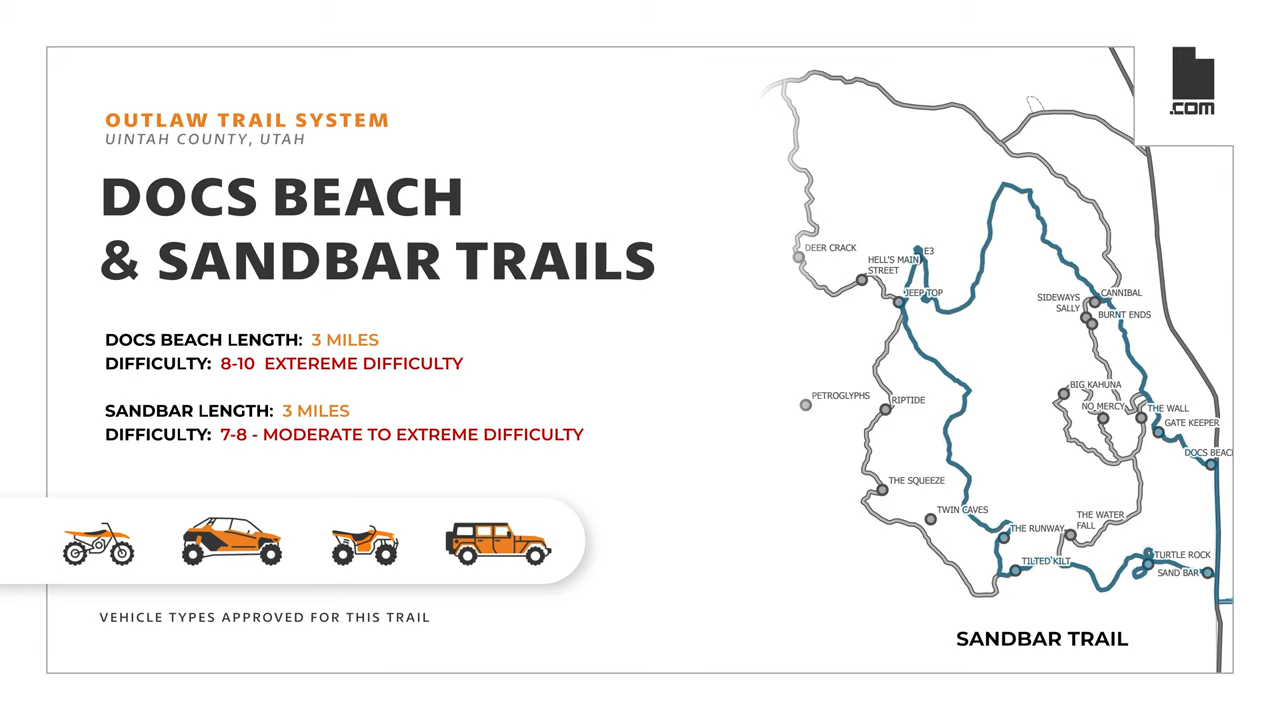 OUTLAW TRAIL SYSTEM
UINTAH COUNTY, UTAH
DOCS BEACH
& SANDBAR TRAILS
DOCS BEACH LENGTH: 3 MILES
DIFFICULTY: 8-10 EXTEREME DIFFICULTY
SANDBAR LENGTH: 3 MILES
DIFFICULTY: 7-8 - MODERATE TO EXTREME DIFFICULTY
VEHICLE TYPES APPROVED FOR THIS TRAIL
.COM
DEER CRACK
E3
HELL'S MAIN
STREET
JEEP TOP
SIDEWAYS
SALLY
CANNIBAL
BURNT ENDS
PETROGLYPHS
RIPTIDE
BIG KAHUNA
NO MERCY
THE WALL
GATE KEEPER
DOCS BEAC
THE SQUEEZE
TWIN CAVES
THE RUNWAY
THE WATER
FALL
TILTED KILT
TURTLE ROCK
SAND BAR
SANDBAR TRAIL